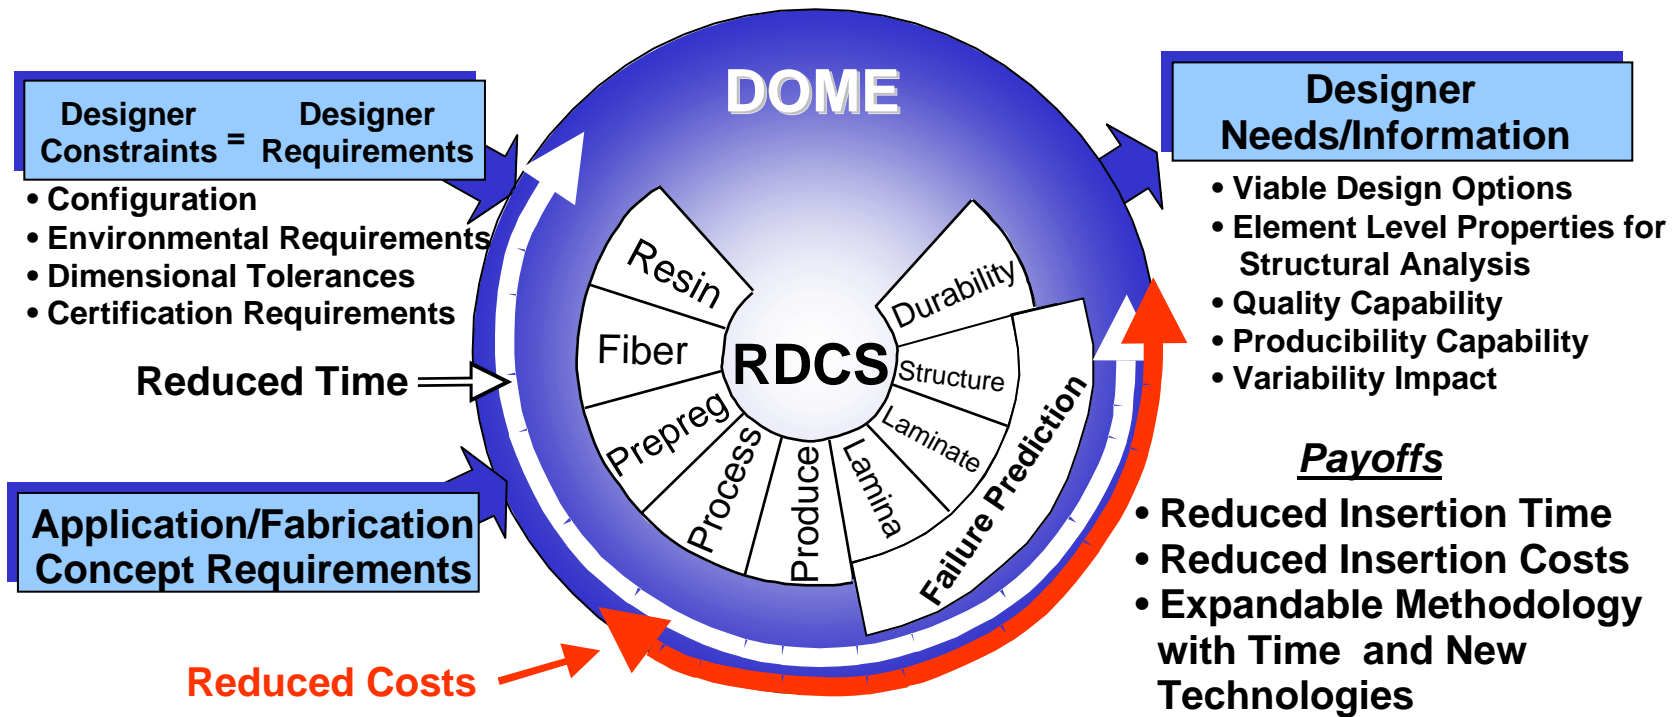 DOME
Designer Constraints = Designer Requirements
• Configuration
• Environmental Requirements
• Dimensional Tolerances
• Certification Requirements
Reduced Time
Application/Fabrication
Concept Requirements
Reduced Costs
Resin
Fiber
Prepreg
Process
Produce
Lamina
Laminate
Structure
Durability
Failure Prediction
RDCS
Designer
Needs/Information
• Viable Design Options
• Element Level Properties for
Structural Analysis
• Quality Capability
• Producibility Capability
• Variability Impact
Payoffs
• Reduced Insertion Time
• Reduced Insertion Costs
• Expandable Methodology
with Time and New
Technologies